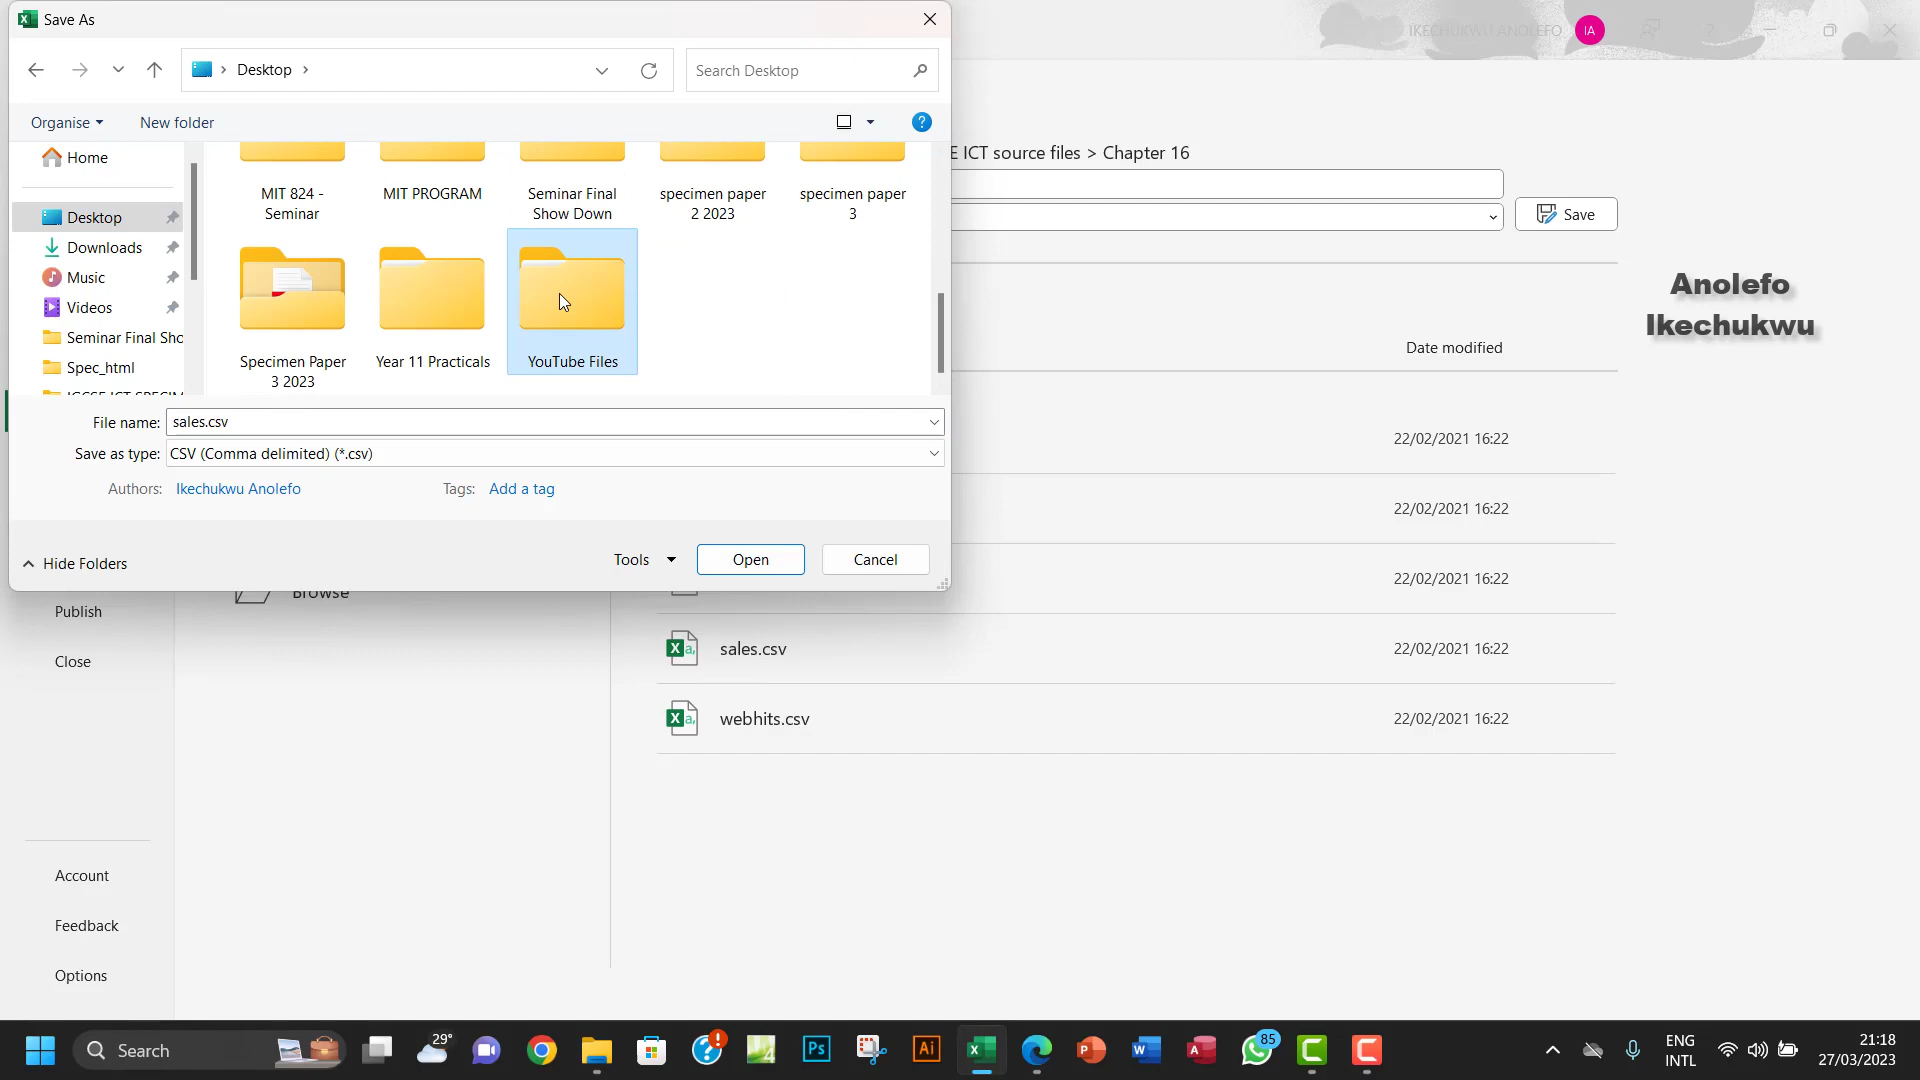 Save As
IKECHUKWU ANOLEFO
IA
Desktop
Search Desktop
Organise
New folder
?
Home
Desktop
Downloads
Music
Videos
Seminar Final Sho
Spec_html
MIT 824 -
Seminar
MIT PROGRAM
Seminar Final
Show Down
specimen paper
2 2023
specimen paper
3
Specimen Paper
3 2023
Year 11 Practicals
YouTube Files
File name: sales.csv
Save as type: CSV (Comma delimited) (*.csv)
Authors: Ikechukwu Anolefo
Tags: Add a tag
Hide Folders
Tools
Open
Cancel
E ICT source files > Chapter 16
Save
Anolefo
Ikechukwu
Date modified
22/02/2021 16:22
22/02/2021 16:22
22/02/2021 16:22
sales.csv 22/02/2021 16:22
webhits.csv 22/02/2021 16:22
Browse
Publish
Close
Account
Feedback
Options
Search
29°
Ps
Ai
85
ENG
INTL
21:18
27/03/2023